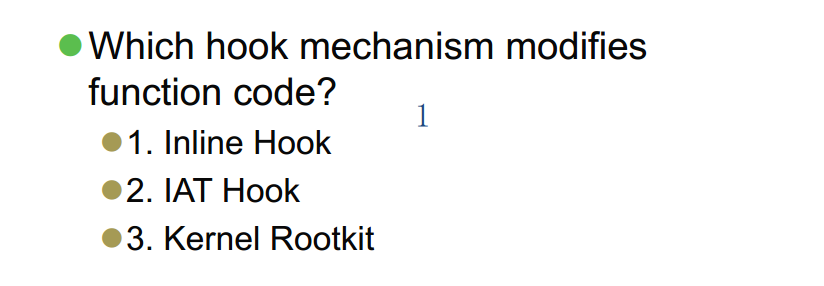 Which hook mechanism modifies
function code?
1
1. Inline Hook
2. IAT Hook
3. Kernel Rootkit